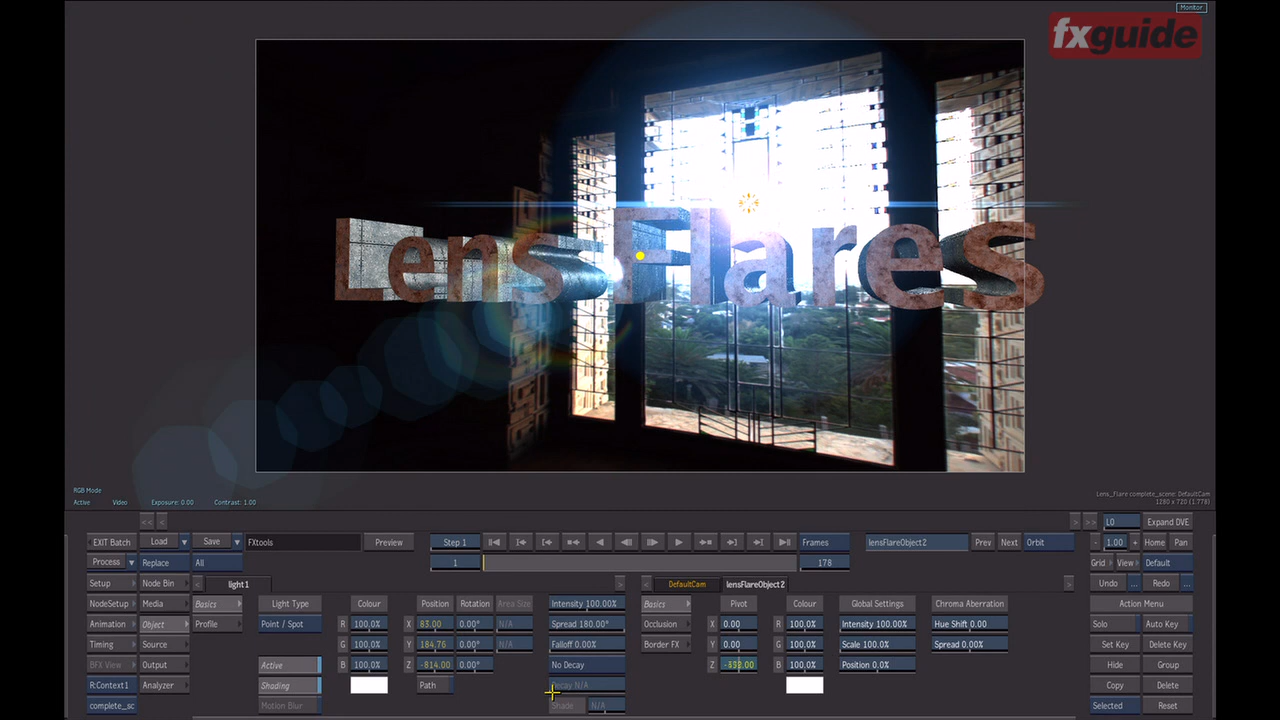 Monitor
fxguide
Lens Flares
RGB Mode
Active Video Exposure: 0.00 Contrast: 1.00
Lens_Flare complete_scene: DefaultCam
1280 x 720 (1.778)
<< < > >> L0 Expand DVE
EXIT Batch Load Save FXtools Preview Step 1 Frames lensFlareObject2 Prev Next Orbit - 1.00 + Home Pan
Process Replace All 1 178 Grid View Default
Setup Node Bin < light1 > < DefaultCam lensFlareObject2 > Undo ... Redo ...
NodeSetup Media Basics Light Type Colour Position Rotation Area Size Intensity 100.00% Basics Pivot Colour Global Settings Chroma Aberration Action Menu
Animation Object Profile Point / Spot R 100.0% X 83.00 0.00° N/A Spread 180.00° Occlusion X 0.00 R 100.0% Intensity 100.00% Hue Shift 0.00 Solo Auto Key
Timing Source G 100.0% Y 184.76 0.00° N/A Falloff 0.00% Border FX Y 0.00 G 100.0% Scale 100.0% Spread 0.00% Set Key Delete Key
BFX View Output Active B 100.0% Z -814.00 0.00° No Decay Z B 100.0% Position 0.0% Hide Group
R:Context1 Analyzer Shading Path Decay N/A Copy Delete
complete_sc Motion Blur Shade N/A Selected Reset